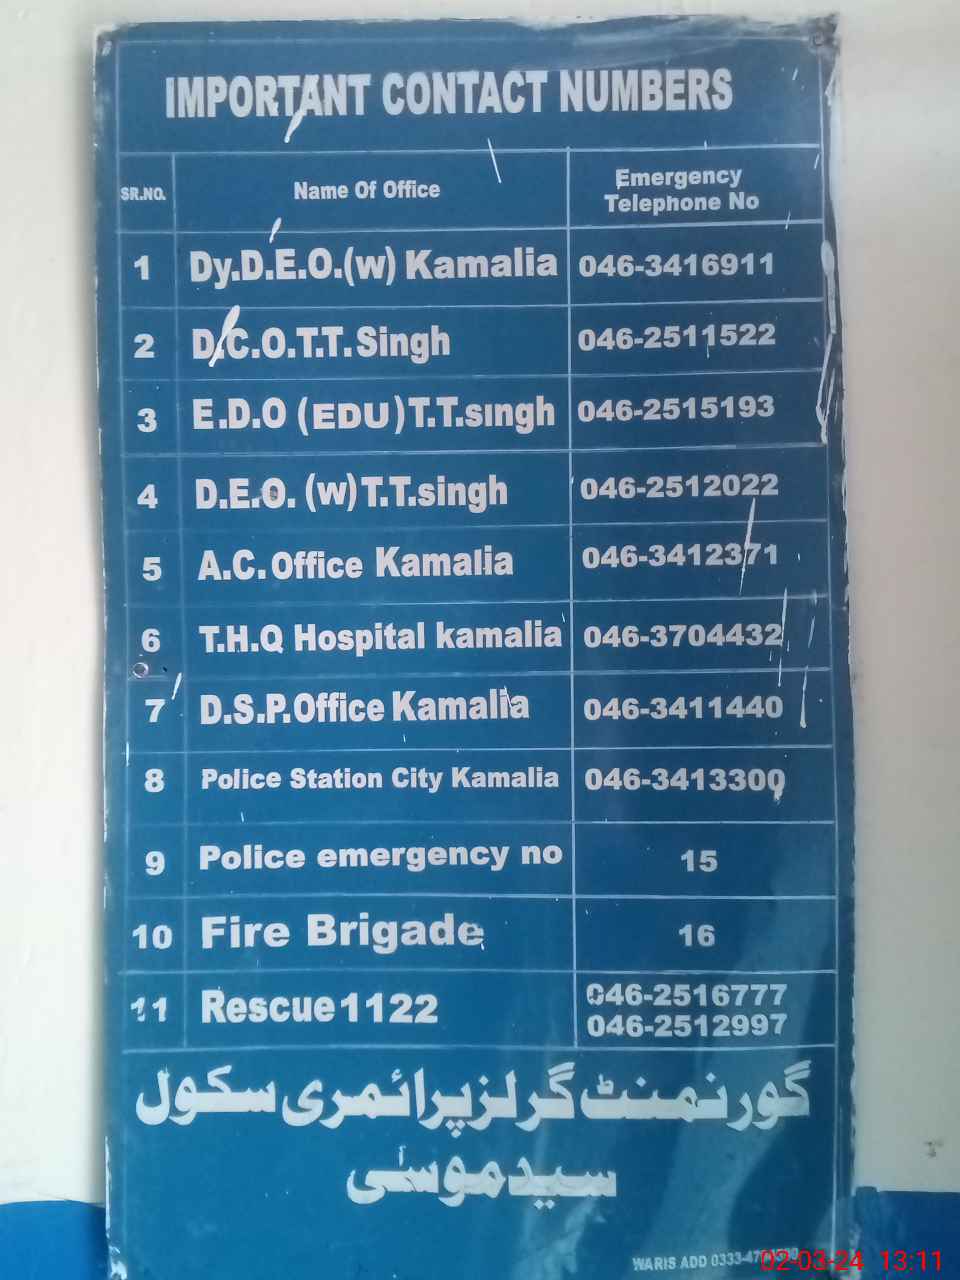 IMPORTANT CONTACT NUMBERS
SR.NO. Name Of Office Emergency Telephone No
1 Dy.D.E.O.(w) Kamalia 046-3416911
2 D.C.O.T.T.Singh 046-2511522
3 E.D.O (EDU) T.T.singh 046-2515193
4 D.E.O. (w) T.T.singh 046-2512022
5 A.C.Office Kamalia 046-3412371
6 T.H.Q Hospital kamalia 046-3704432
7 D.S.P.Office Kamalia 046-3411440
8 Police Station City Kamalia 046-3413300
9 Police emergency no 15
10 Fire Brigade 16
11 Rescue 1122 046-2516777
046-2512997
گورنمنٹ گرلز پرائمری سکول
سید موسیٰ
WARIS ADD
02-03-24 13:11